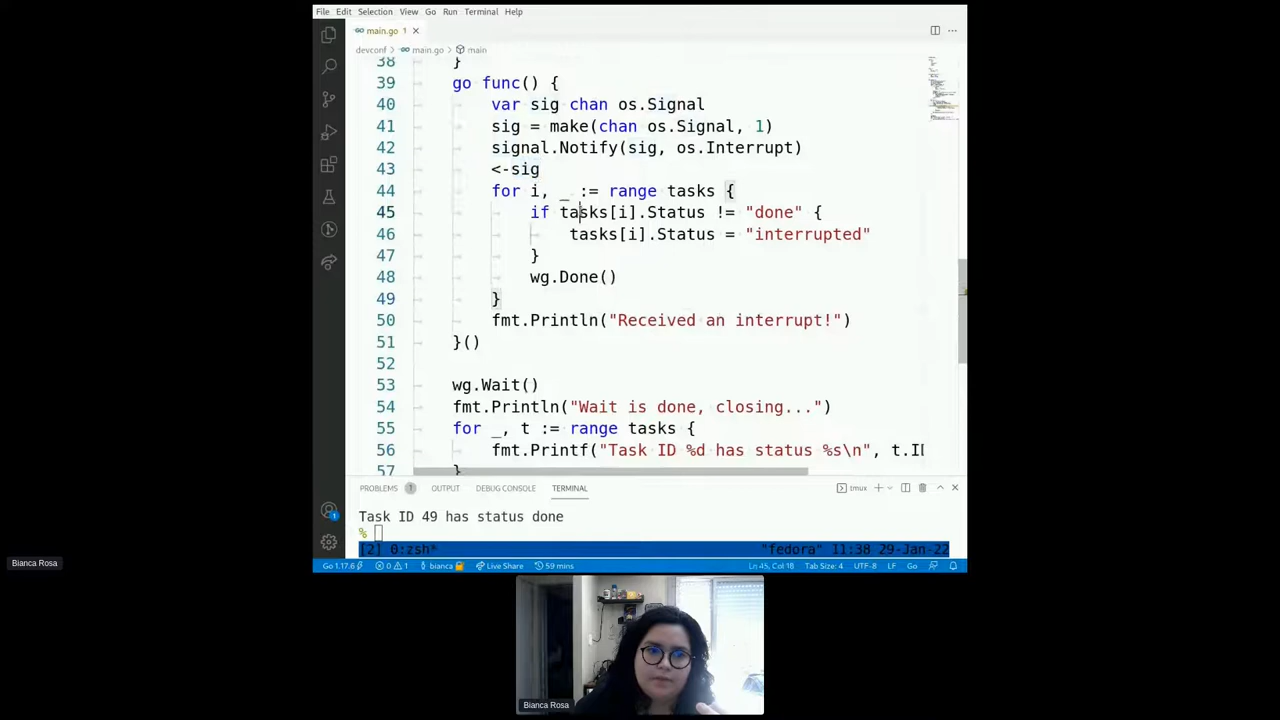 File Edit Selection View Go Run Terminal Help
main.go 1 ×
devconf > main.go > main
38 }
39 go func() {
40 var sig chan os.Signal
41 sig = make(chan os.Signal, 1)
42 signal.Notify(sig, os.Interrupt)
43 <-sig
44 for i, _ := range tasks {
45 if tasks[i].Status != "done" {
46 tasks[i].Status = "interrupted"
47 }
48 wg.Done()
49 }
50 fmt.Println("Received an interrupt!")
51 }()
52
53 wg.Wait()
54 fmt.Println("Wait is done, closing...")
55 for _, t := range tasks {
56 fmt.Printf("Task ID %d has status %s\n", t.I
57 }
PROBLEMS 1 OUTPUT DEBUG CONSOLE TERMINAL tmux
Task ID 49 has status done
%
[2] 0:zsh* "fedora" 11:38 29-Jan-22
Go 1.17.6 0 1 bianca Live Share 59 mins Ln 45, Col 18 Tab Size: 4 UTF-8 LF Go
Bianca Rosa
Bianca Rosa